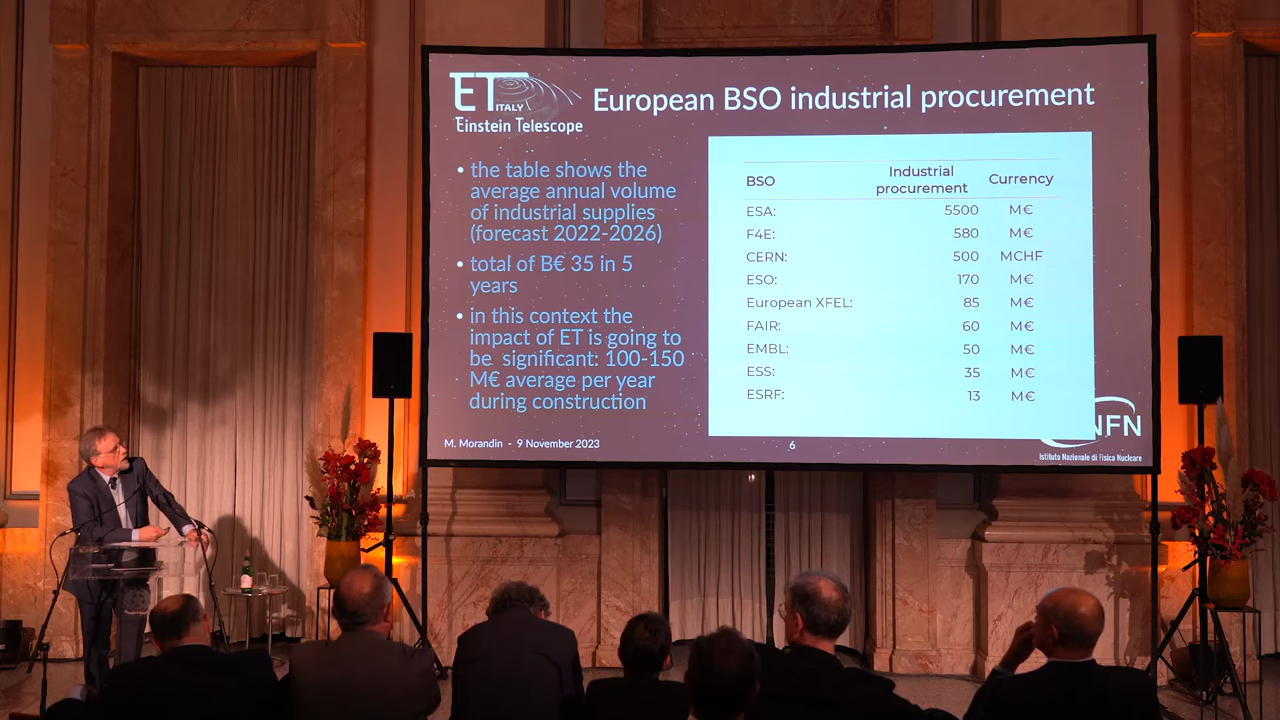 ET
ITALY
Einstein Telescope
European BSO industrial procurement
• the table shows the
average annual volume
of industrial supplies
(forecast 2022-2026)
• total of B€ 35 in 5
years
• in this context the
impact of ET is going to
be significant: 100-150
M€ average per year
during construction
BSO Industrial procurement Currency
ESA: 5500 M€
F4E: 580 M€
CERN: 500 MCHF
ESO: 170 M€
European XFEL: 85 M€
FAIR: 60 M€
EMBL: 50 M€
ESS: 35 M€
ESRF: 13 M€
M. Morandin - 9 November 2023
6
NFN
Istituto Nazionale di Fisica Nucleare